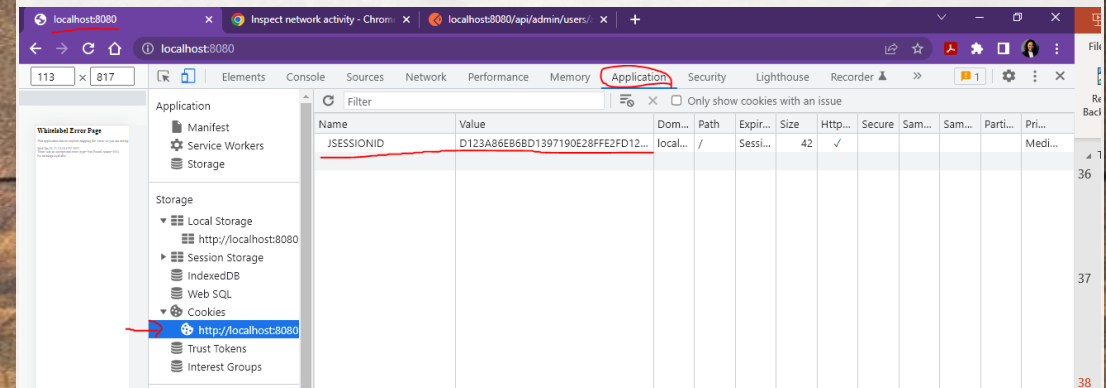 localhost:8080
Inspect network activity - Chrom
localhost:8080/api/admin/users/
localhost:8080
File
113 × 817
Elements Console Sources Network Performance Memory Application Security Lighthouse Recorder
1
Re
Back
Application
Manifest
Service Workers
Storage
Storage
Local Storage
http://localhost:8080
Session Storage
IndexedDB
Web SQL
Cookies
http://localhost:8080
Trust Tokens
Interest Groups
Filter
Only show cookies with an issue
Name Value Dom... Path Expir... Size Http... Secure Sam... Sam... Parti... Pri...
JSESSIONID D123A86EB6BD1397190E28FFE2FD12... local... / Sessi... 42 ✓ Medi...
Whitelabel Error Page
36
37
38